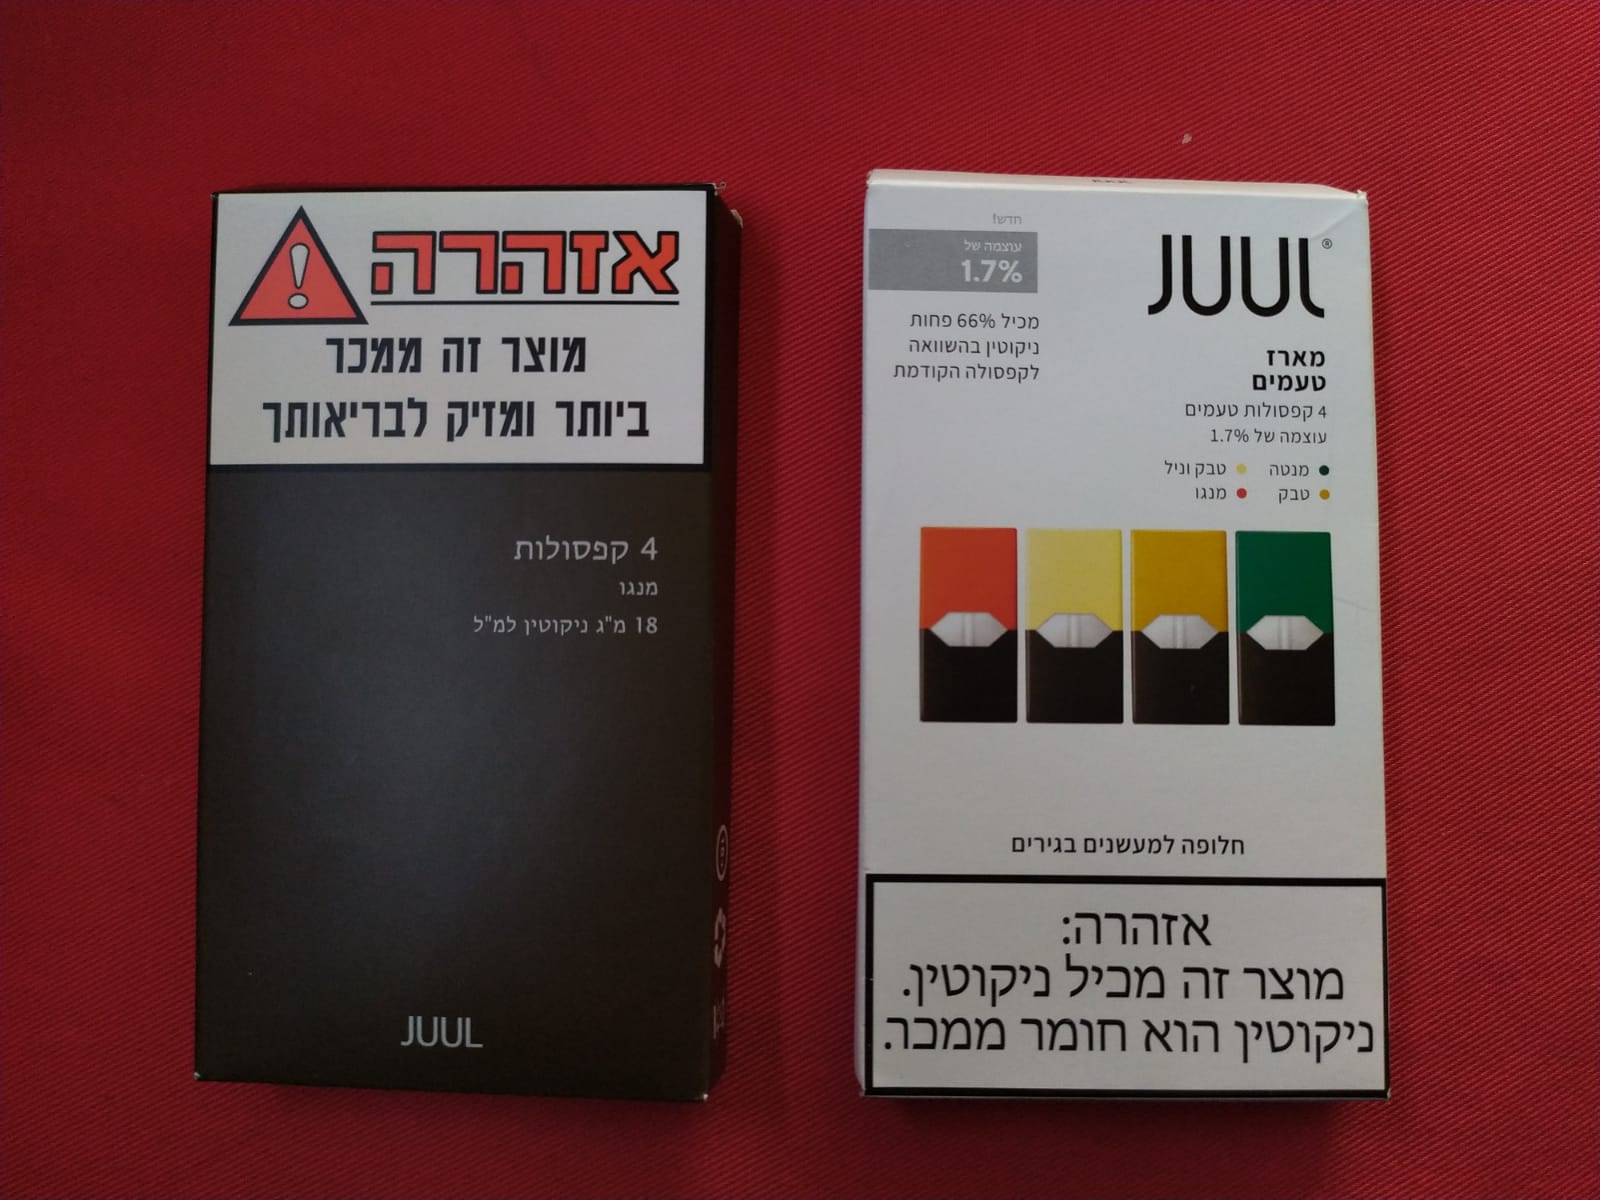 אזהרה
מוצר זה ממכר
ביותר ומזיק לבריאותך
4 קפסולות
מנגו
18 מ"ג ניקוטין למ"ל
JUUL
JUUL®
מארז
טעמים
4 קפסולות טעמים
עוצמה של 1.7%
מנטה טבק וניל
טבק מנגו
חדש!
עוצמה של
1.7%
מכיל 66% פחות
ניקוטין בהשוואה
לקפסולה הקודמת
חלופה למעשנים בגירים
אזהרה:
מוצר זה מכיל ניקוטין.
ניקוטין הוא חומר ממכר.